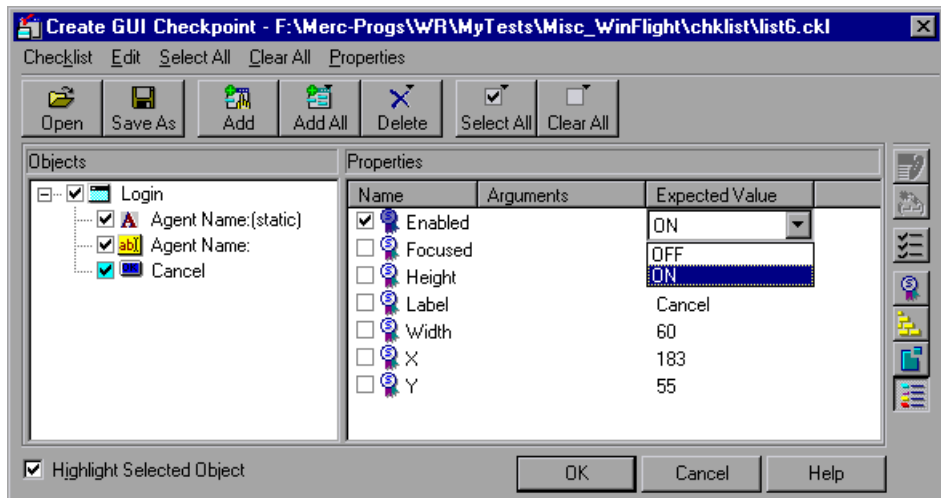 Create GUI Checkpoint - F:\Merc-Progs\WR\MyTests\Misc_WinFlight\chklist\list6.ckl
Checklist Edit Select All Clear All Properties
Open Save As Add Add All Delete Select All Clear All
Objects Properties
Login
Agent Name:(static)
Agent Name:
Cancel
Name Arguments Expected Value
Enabled ON
Focused OFF
Height ON
Label Cancel
Width 60
X 183
Y 55
Highlight Selected Object OK Cancel Help